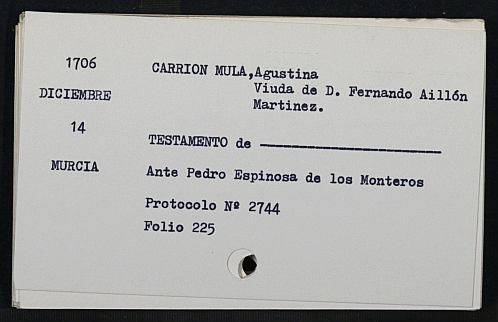 1706
DICIEMBRE
14
MURCIA
CARRION MULA,Agustina
Viuda de D. Fernando Aillón
Martinez.
TESTAMENTO de ————————————
Ante Pedro Espinosa de los Monteros
Protocolo Nº 2744
Folio 225